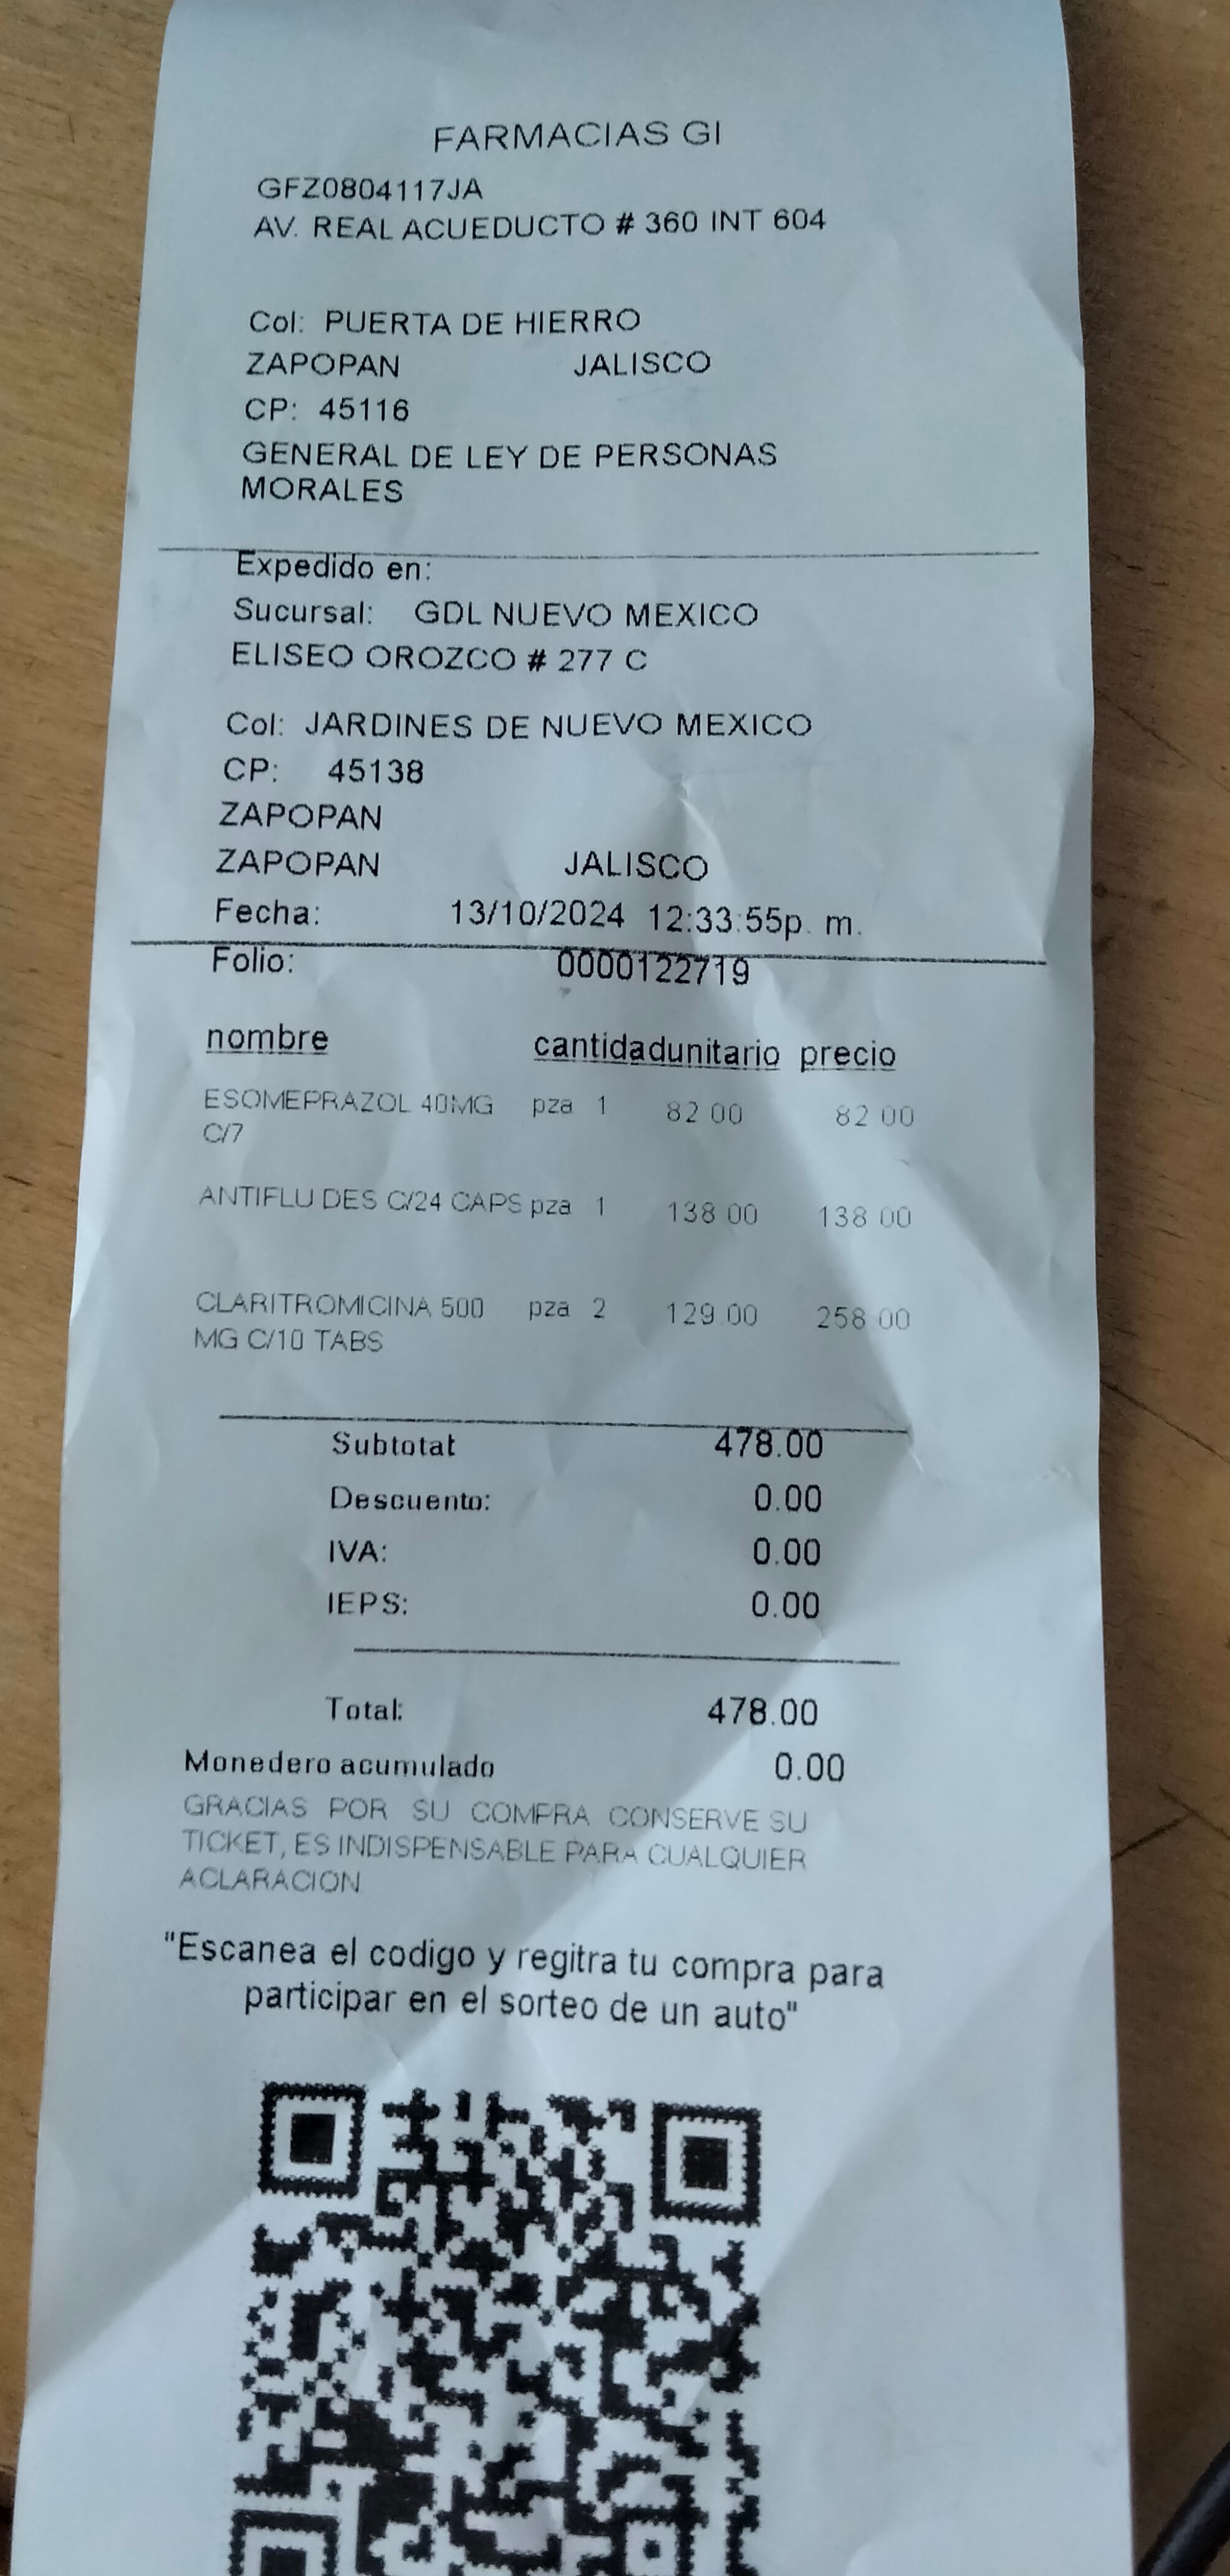 FARMACIAS GI
GFZ0804117JA
AV. REAL ACUEDUCTO # 360 INT 604
Col: PUERTA DE HIERRO
ZAPOPAN JALISCO
CP: 45116
GENERAL DE LEY DE PERSONAS
MORALES
Expedido en:
Sucursal: GDL NUEVO MEXICO
ELISEO OROZCO # 277 C
Col: JARDINES DE NUEVO MEXICO
CP: 45138
ZAPOPAN
ZAPOPAN JALISCO
Fecha: 13/10/2024 12:33:55p. m.
Folio: 0000122719
nombre cantidadunitario precio
ESOMEPRAZOL 40MG pza 1 82.00 82.00
C/7
ANTIFLU DES C/24 CAPS pza 1 138.00 138.00
CLARITROMICINA 500 pza 2 129.00 258.00
MG C/10 TABS
Subtotal 478.00
Descuento: 0.00
IVA: 0.00
IEPS: 0.00
Total: 478.00
Monedero acumulado 0.00
GRACIAS POR SU COMPRA CONSERVE SU
TICKET, ES INDISPENSABLE PARA CUALQUIER
ACLARACION
"Escanea el codigo y regitra tu compra para
participar en el sorteo de un auto"